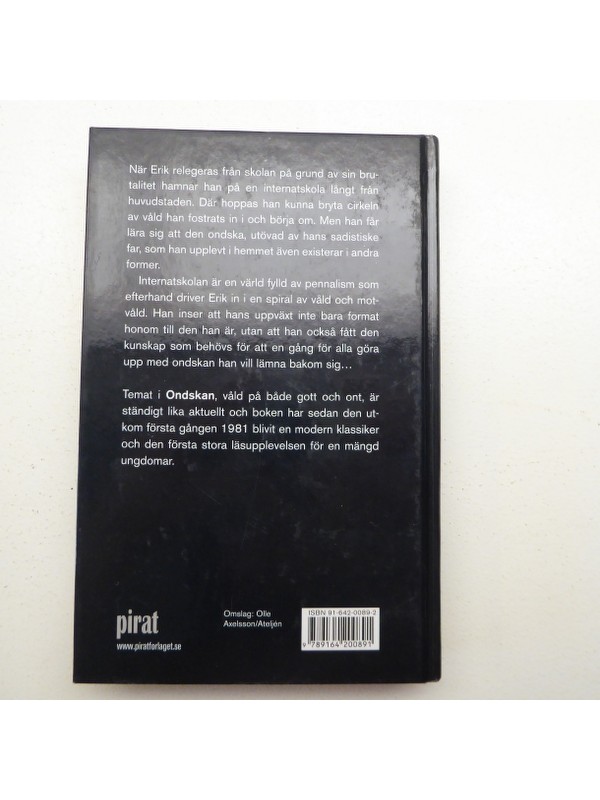 När Erik relegeras från skolan på grund av sin bru-
talitet hamnar han på en internatskola långt från
huvudstaden. Där hoppas han kunna bryta cirkeln
av våld han fostrats in i och börja om. Men han får
lära sig att den ondska, utövad av hans sadistiske
far, som han upplevt i hemmet även existerar i andra
former.
Internatskolan är en värld fylld av pennalism som
efterhand driver Erik in i en spiral av våld och mot-
våld. Han inser att hans uppväxt inte bara format
honom till den han är, utan att han också fått den
kunskap som behövs för att en gång för alla göra
upp med ondskan han vill lämna bakom sig...
Temat i Ondskan, våld på både gott och ont, är
ständigt lika aktuellt och boken har sedan den ut-
kom första gången 1981 blivit en modern klassiker
och den första stora läsupplevelsen för en mängd
ungdomar.
pirat
www.piratforlaget.se
Omslag: Olle
Axelsson/Ateljén
ISBN 91-642-0089-2
9 789164 200891